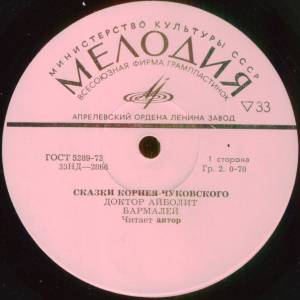 МИНИСТЕРСТВО КУЛЬТУРЫ СССР
МЕЛОДИЯ
ВСЕСОЮЗНАЯ ФИРМА ГРАМПЛАСТИНОК
АПРЕЛЕВСКИЙ ОРДЕНА ЛЕНИНА ЗАВОД
▽33
ГОСТ 5289-73
33НД—2066
1 сторона
Гр. 2. 0-70
СКАЗКИ КОРНЕЯ ЧУКОВСКОГО
ДОКТОР АЙБОЛИТ
БАРМАЛЕЙ
Читает автор